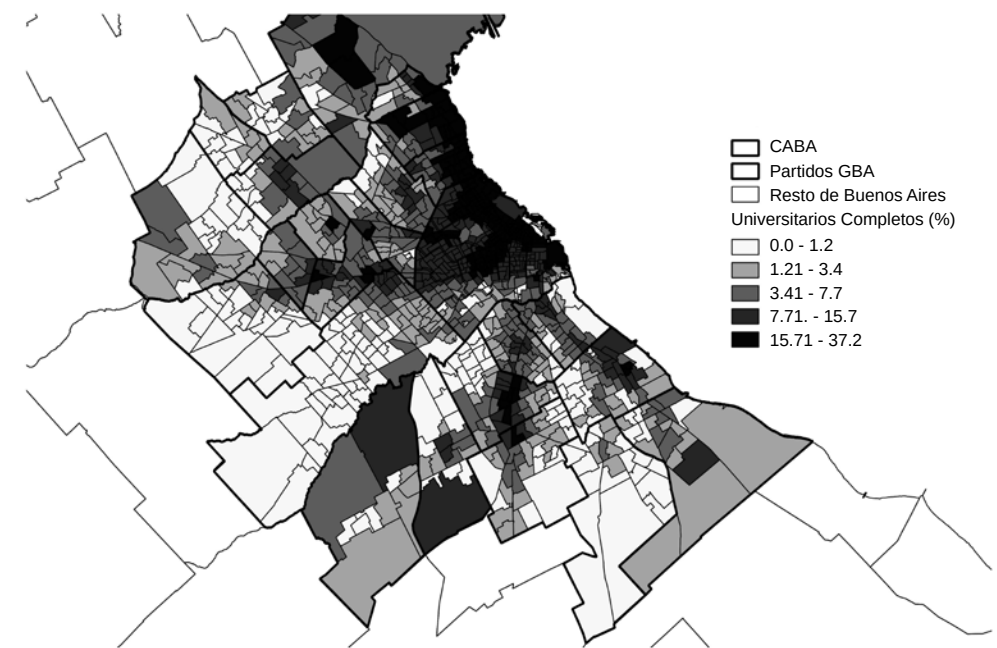 CABA
Partidos GBA
Resto de Buenos Aires
Universitarios Completos (%)
0.0 - 1.2
1.21 - 3.4
3.41 - 7.7
7.71. - 15.7
15.71 - 37.2